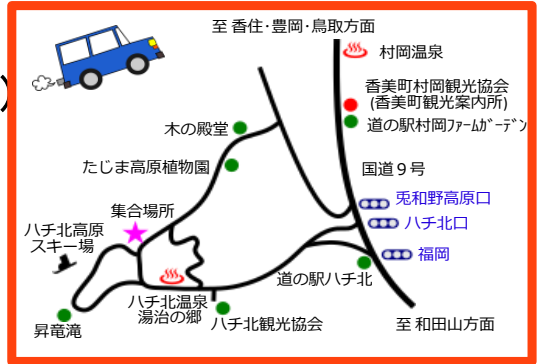 至 香住・豊岡・鳥取方面
村岡温泉
香美町村岡観光協会
(香美町観光案内所)
道の駅村岡ﾌｧｰﾑｶﾞｰﾃﾞﾝ
木の殿堂
たじま高原植物園
国道９号
兎和野高原口
ハチ北口
福岡
集合場所
ハチ北高原
スキー場
道の駅ハチ北
ハチ北温泉
湯治の郷
ハチ北観光協会
昇竜滝
至 和田山方面
)